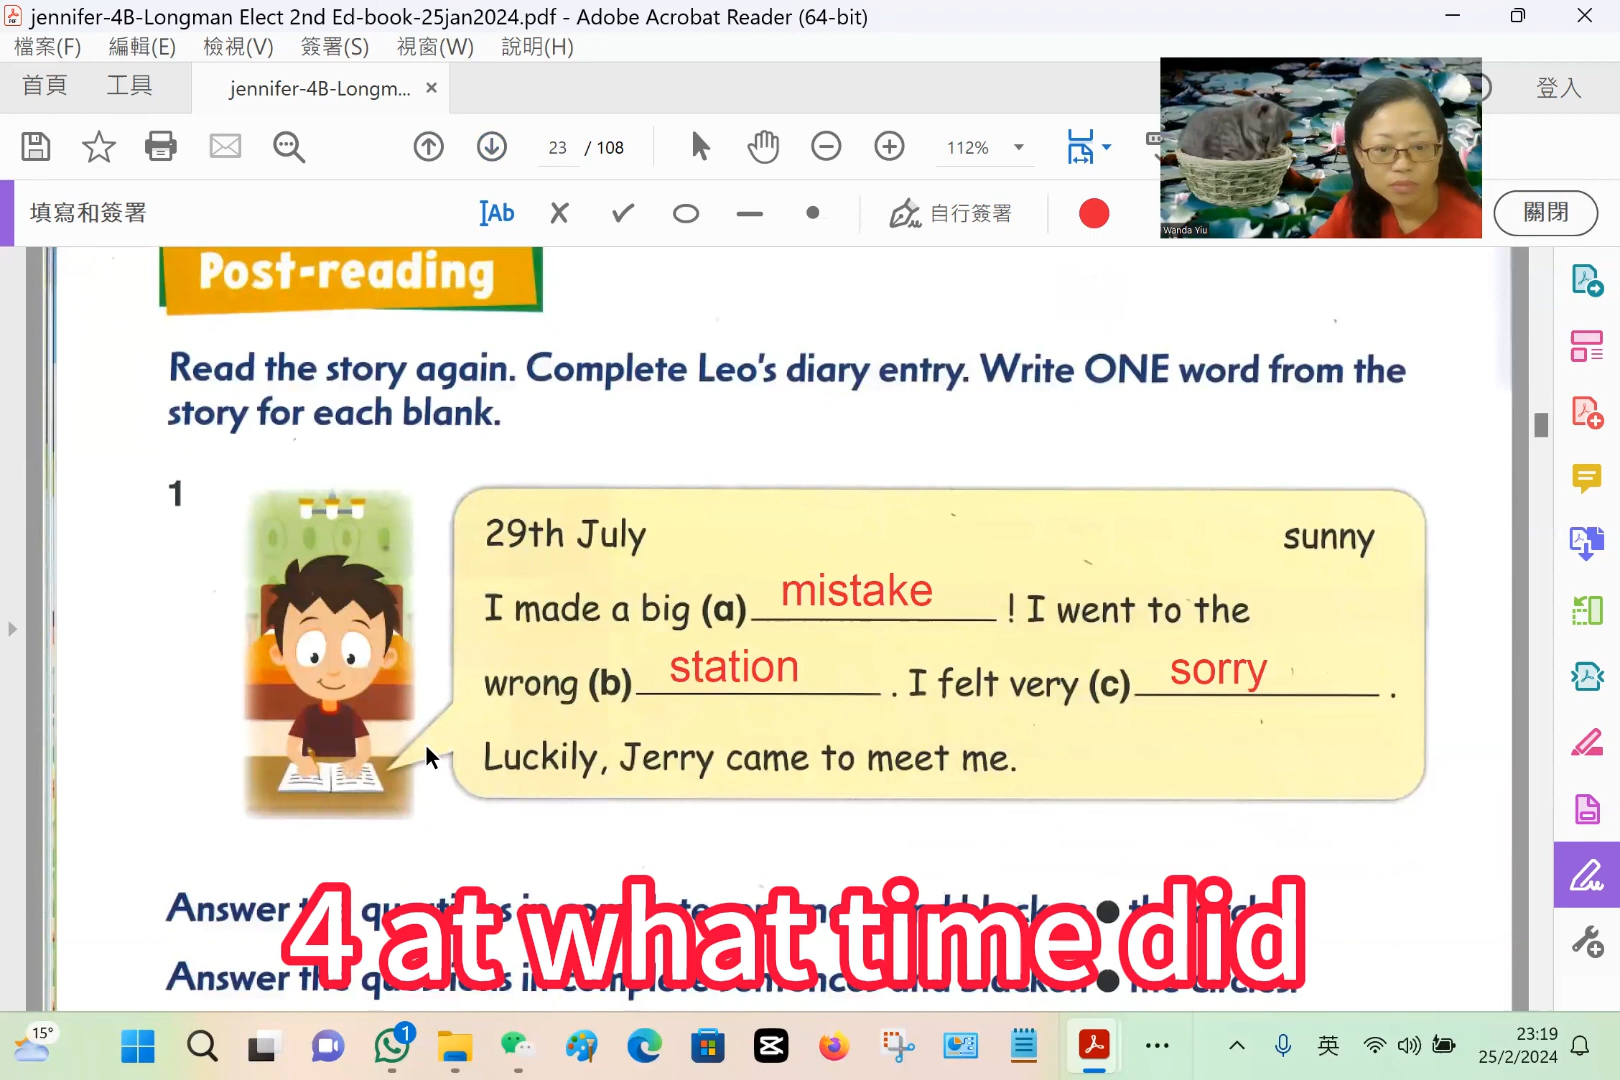 jennifer-4B-Longman Elect 2nd Ed-book-25jan2024.pdf - Adobe Acrobat Reader (64-bit)
檔案(F) 編輯(E) 檢視(V) 簽署(S) 視窗(W) 說明(H)
首頁 工具 jennifer-4B-Longm... 登入
23 / 108 112%
Wanda Yiu
填寫和簽署 Ab 自行簽署 關閉
Post-reading
Read the story again. Complete Leo's diary entry. Write ONE word from the
story for each blank.
1
29th July sunny
I made a big (a) mistake ! I went to the
wrong (b) station . I felt very (c) sorry .
Luckily, Jerry came to meet me.
Answer
4 at what time did
Answer
15° 1 英 23:19
25/2/2024